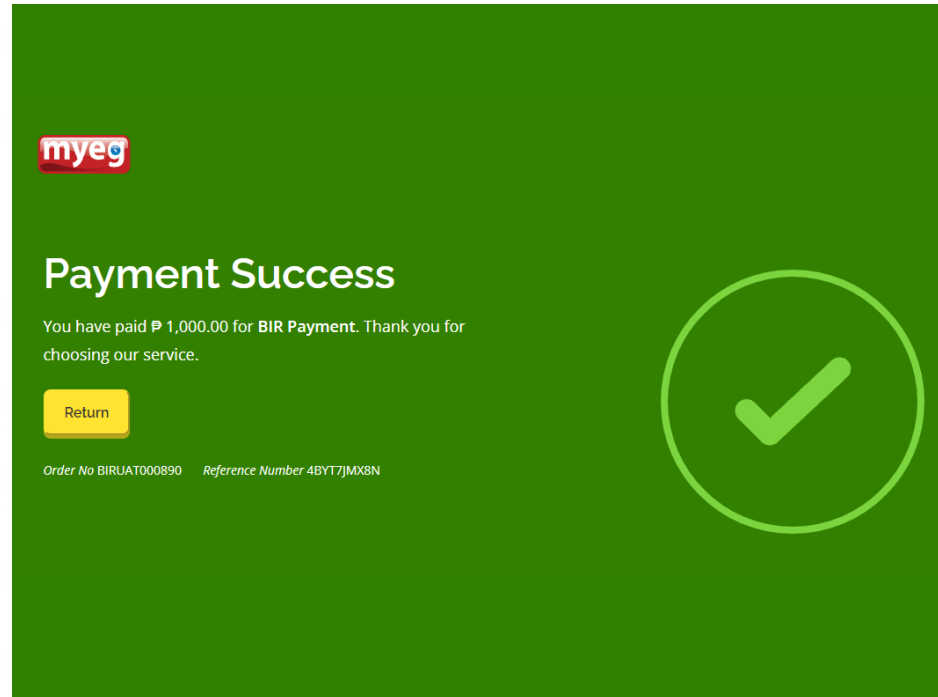 myeg
Payment Success
You have paid ₱ 1,000.00 for BIR Payment. Thank you for
choosing our service.
Return
Order No BIRUAT000890 Reference Number 4BYT7JMX8N